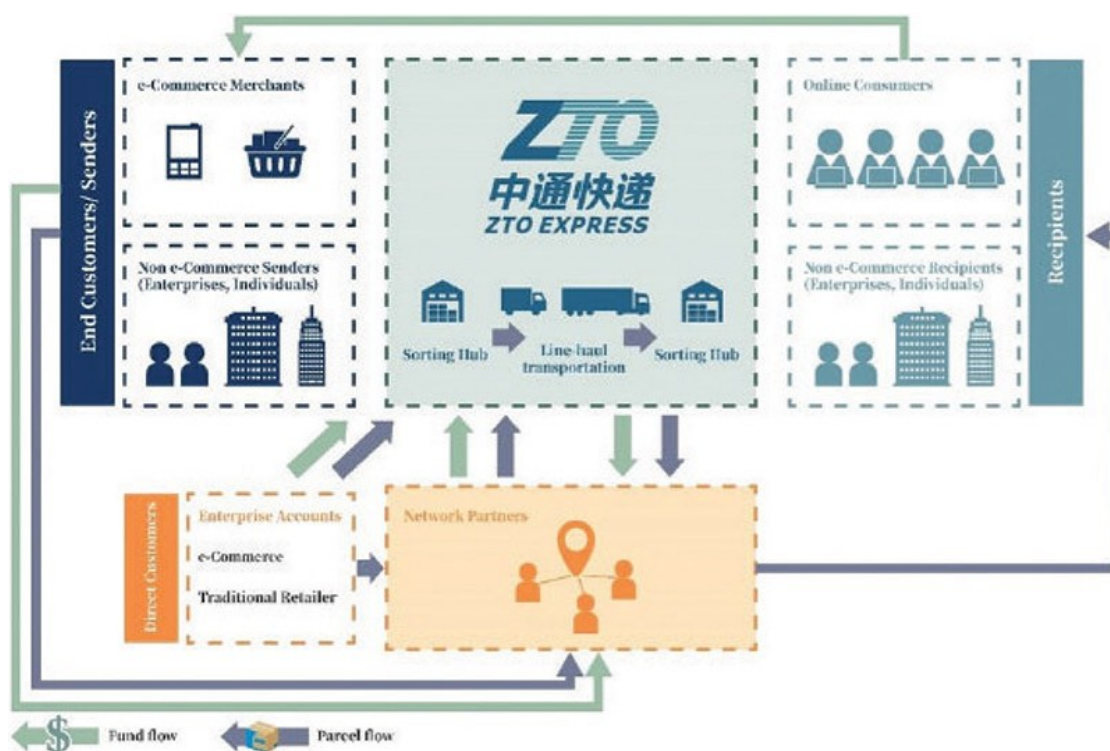 End Customers/ Senders
e-Commerce Merchants
Non e-Commerce Senders
(Enterprises, Individuals)
ZTO
中通快递
ZTO EXPRESS
Sorting Hub
Line-haul
transportation
Sorting Hub
Online Consumers
Non e-Commerce Recipients
(Enterprises, Individuals)
Recipients
Direct Customers
Enterprise Accounts
e-Commerce
Traditional Retailer
Network Partners
$
Fund flow
Parcel flow